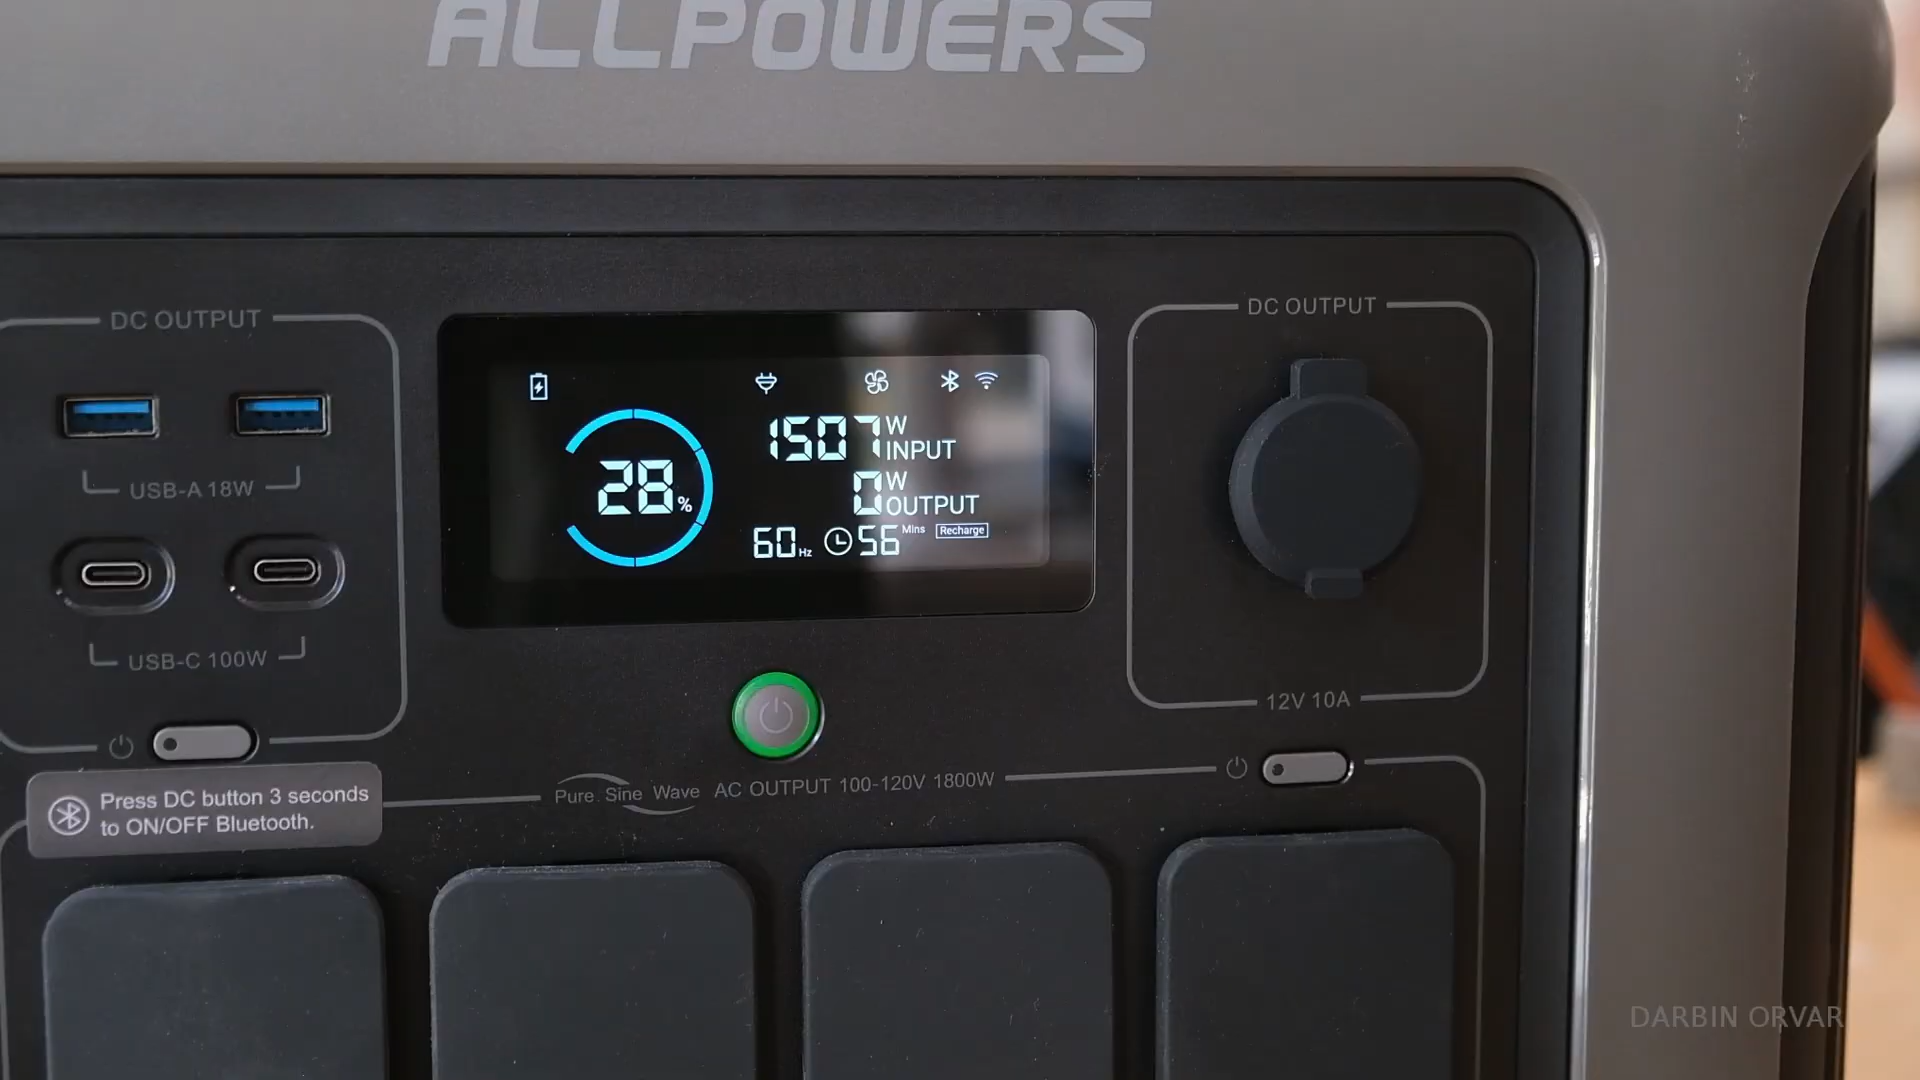 ALLPOWERS
DC OUTPUT
USB-A 18W
USB-C 100W
Press DC button 3 seconds
to ON/OFF Bluetooth.
28%
1507 W
INPUT
0 W
OUTPUT
60 Hz 56 Mins Recharge
DC OUTPUT
12V 10A
Pure Sine Wave AC OUTPUT 100-120V 1800W
DARBIN ORVAR